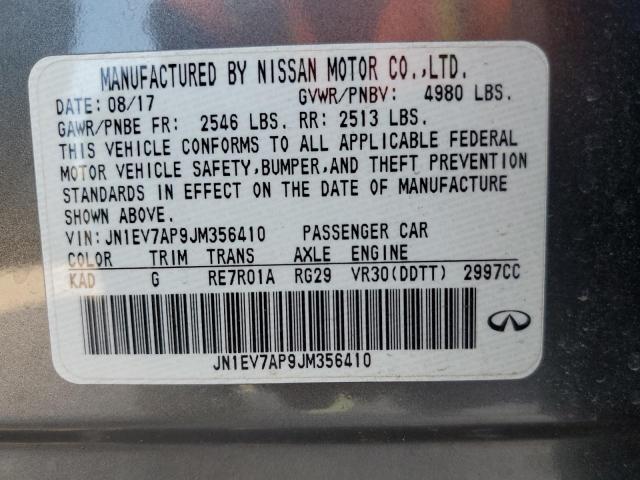 MANUFACTURED BY NISSAN MOTOR CO.,LTD.
DATE: 08/17 GVWR/PNBV: 4980 LBS.
GAWR/PNBE FR: 2546 LBS. RR: 2513 LBS.
THIS VEHICLE CONFORMS TO ALL APPLICABLE FEDERAL
MOTOR VEHICLE SAFETY,BUMPER,AND THEFT PREVENTION
STANDARDS IN EFFECT ON THE DATE OF MANUFACTURE
SHOWN ABOVE.
VIN: JN1EV7AP9JM356410 PASSENGER CAR
COLOR TRIM TRANS AXLE ENGINE
KAD G RE7R01A RG29 VR30(DDTT) 2997CC
JN1EV7AP9JM356410